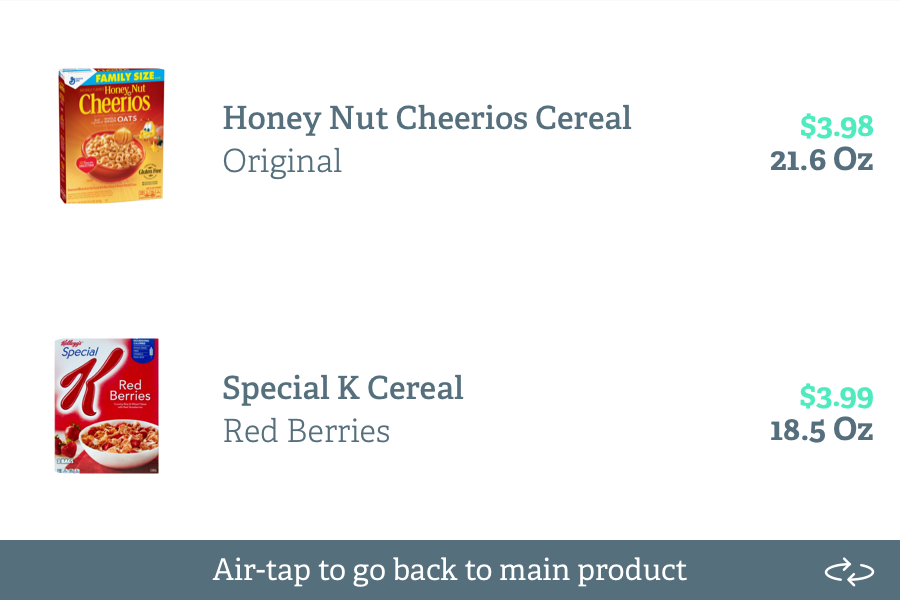 FAMILY SIZE
Honey Nut
Cheerios
OATS
Gluten Free
Honey Nut Cheerios Cereal
Original
$3.98
21.6 Oz
Kellogg's
Special
K
Red
Berries
Special K Cereal
Red Berries
$3.99
18.5 Oz
Air-tap to go back to main product